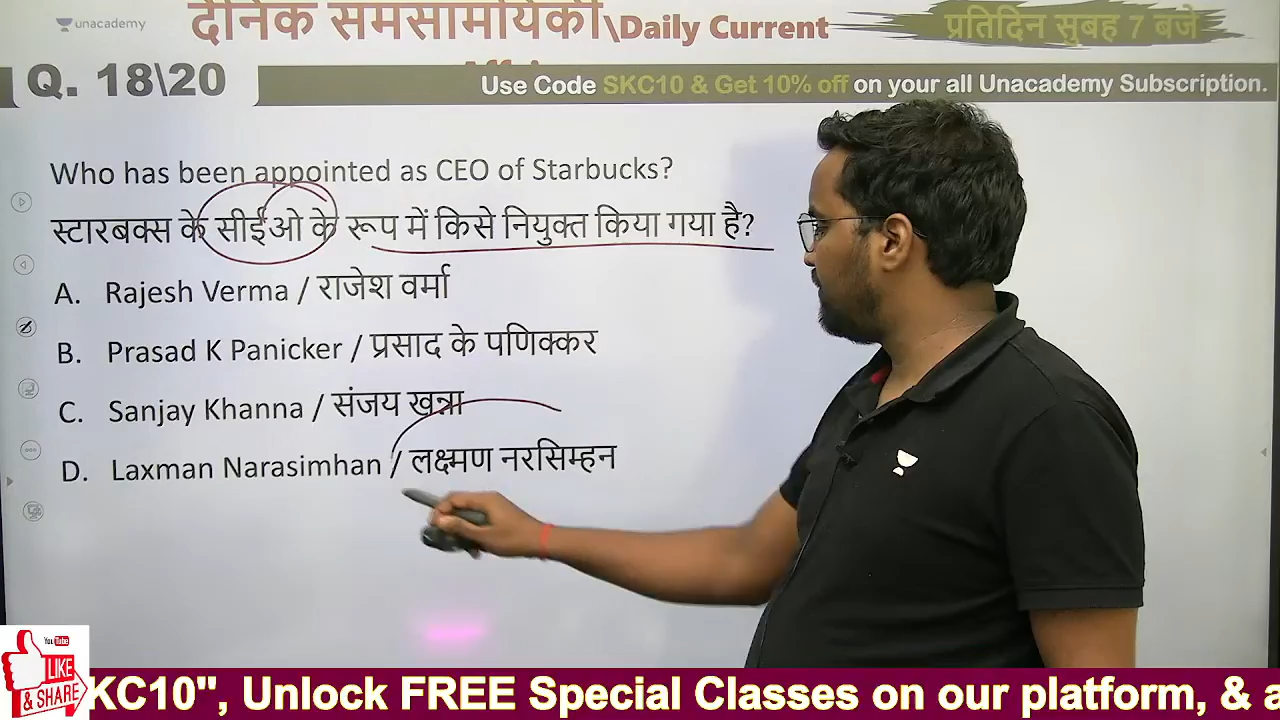 unacademy
दैनिक समसामयिकी\Daily Current
प्रतिदिन सुबह 7 बजे
Q. 18\20
Use Code SKC10 & Get 10% off on your all Unacademy Subscription.
Who has been appointed as CEO of Starbucks?
स्टारबक्स के सीईओ के रूप में किसे नियुक्त किया गया है?
A. Rajesh Verma / राजेश वर्मा
B. Prasad K Panicker / प्रसाद के पणिक्कर
C. Sanjay Khanna / संजय खन्ना
D. Laxman Narasimhan / लक्ष्मण नरसिम्हन
YouTube
LIKE
& SHARE
KC10", Unlock FREE Special Classes on our platform, & a